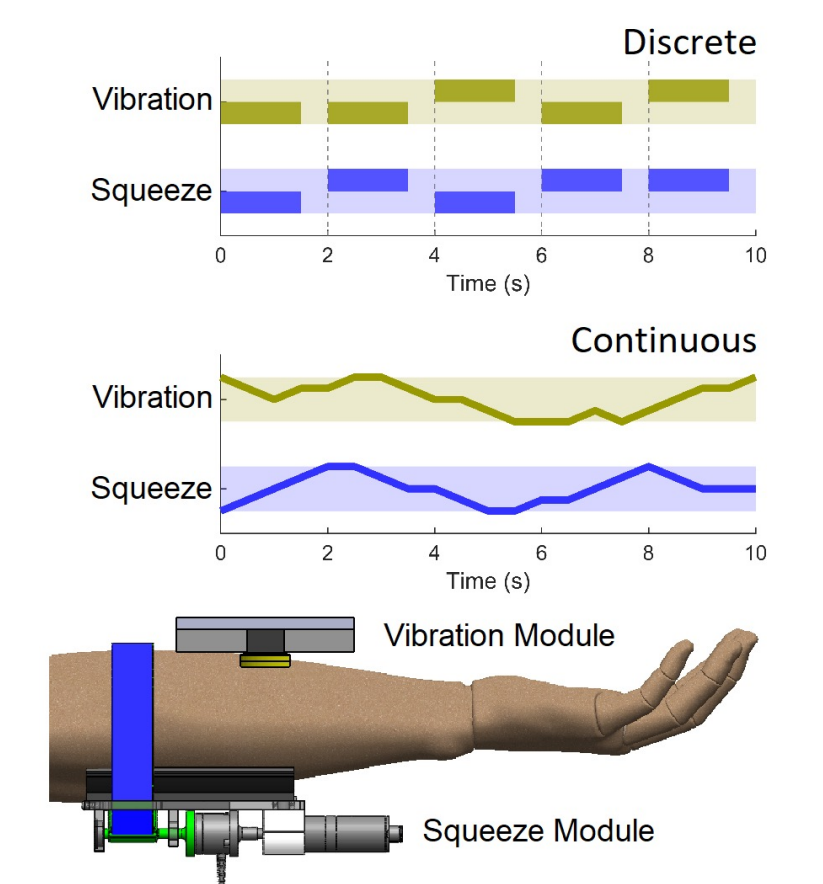 Discrete
Vibration
Squeeze
0 2 4 6 8 10
Time (s)
Continuous
Vibration
Squeeze
0 2 4 6 8 10
Time (s)
Vibration Module
Squeeze Module